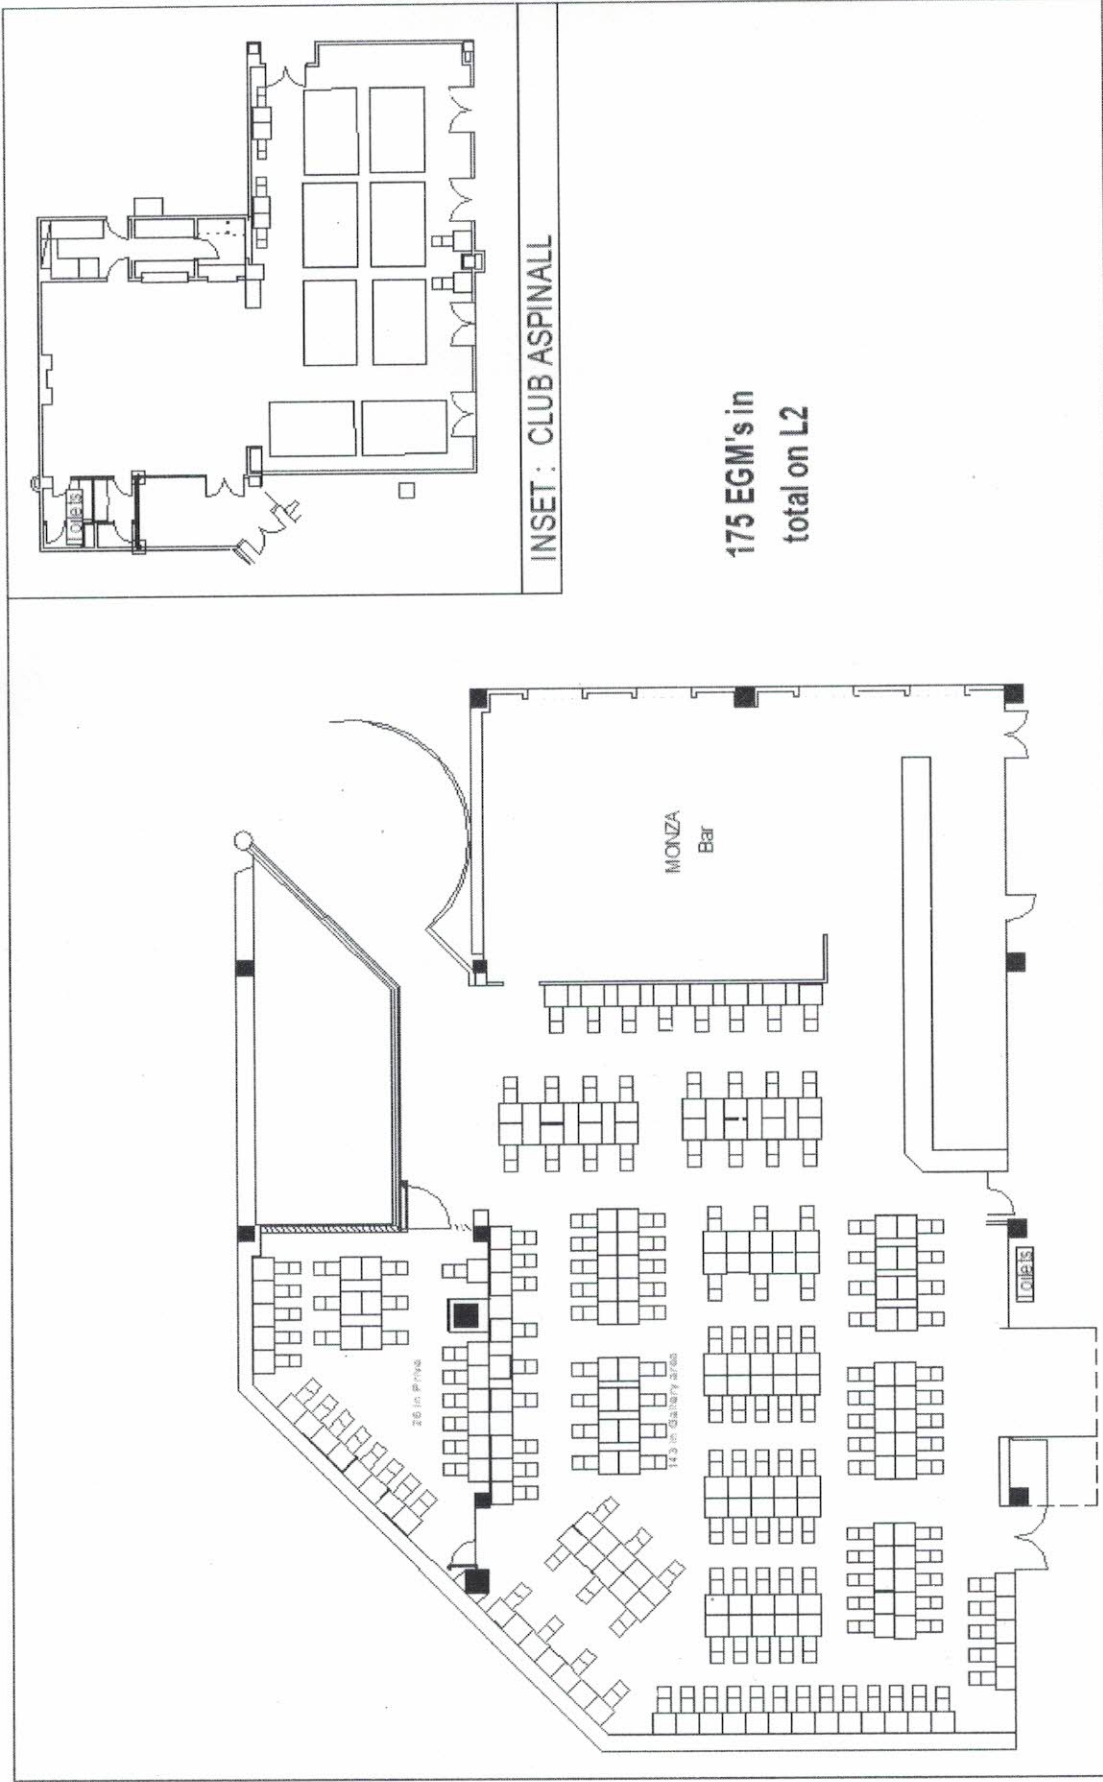 INSET : CLUB ASPINALL
Toilets
175 EGM's in
total on L2
MONZA
Bar
26 in Prive
143 in Gallery area
Toilets